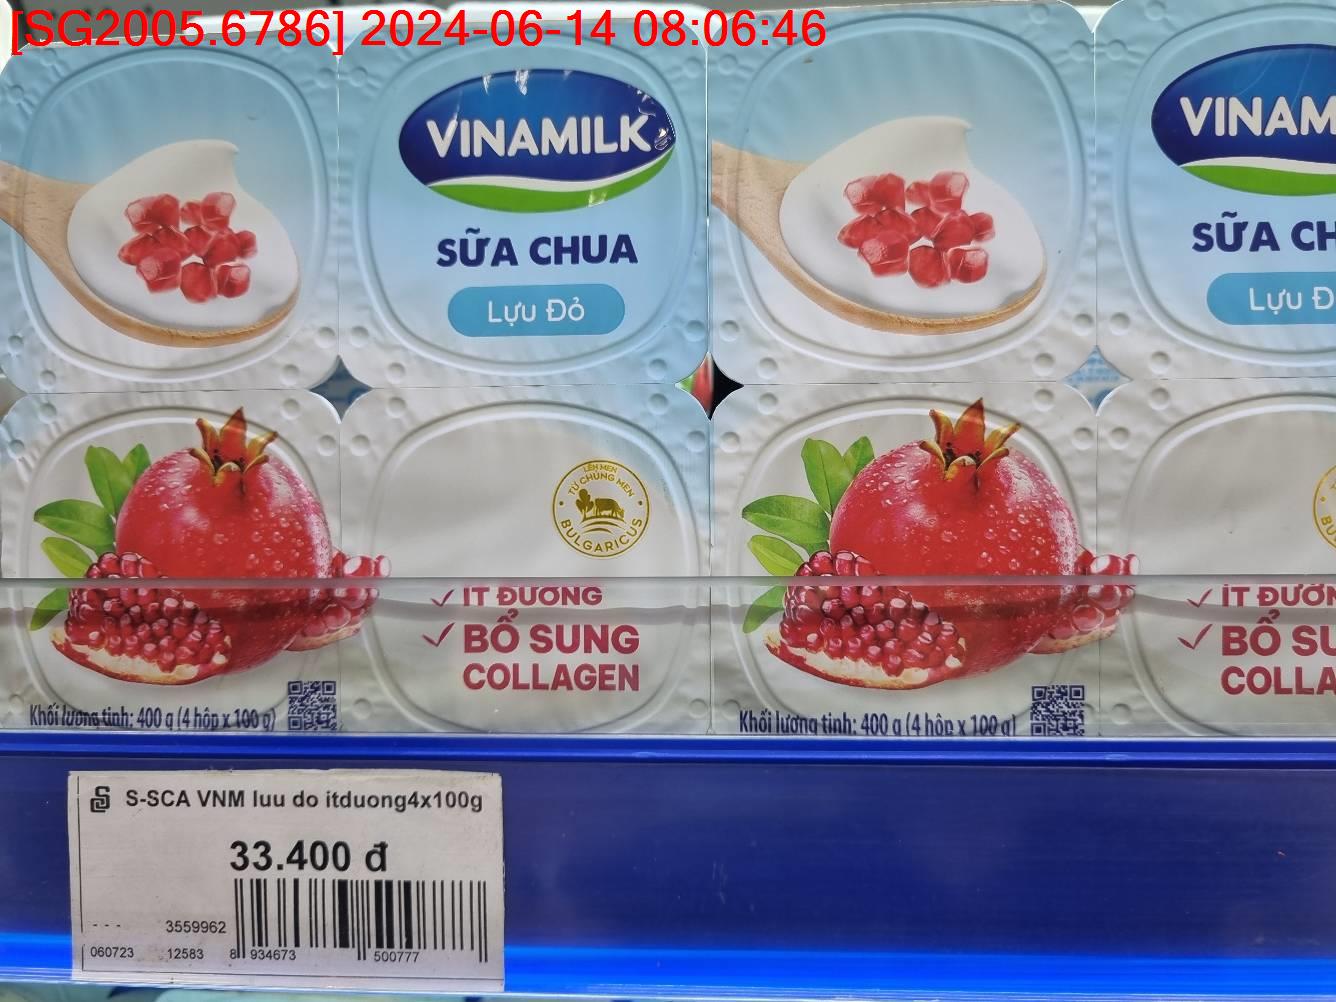 [SG2005.6786] 2024-06-14 08:06:46
VINAMILK
SỮA CHUA
Lựu Đỏ
LÊN MEN
TỪ CHỦNG MEN
BULGARICUS
ÍT ĐƯỜNG
BỔ SUNG
COLLAGEN
Khối lượng tịnh: 400 g (4 hộp x 100 g)
VINAM
SỮA CH
Lựu Đ
ÍT ĐƯỜN
BỔ SU
COLLA
Khối lượng tịnh: 400 g (4 hộp x 100 g)
S-SCA VNM luu do itduong4x100g
33.400 đ
- - - 3559962
060723 12583 8 934673 500777